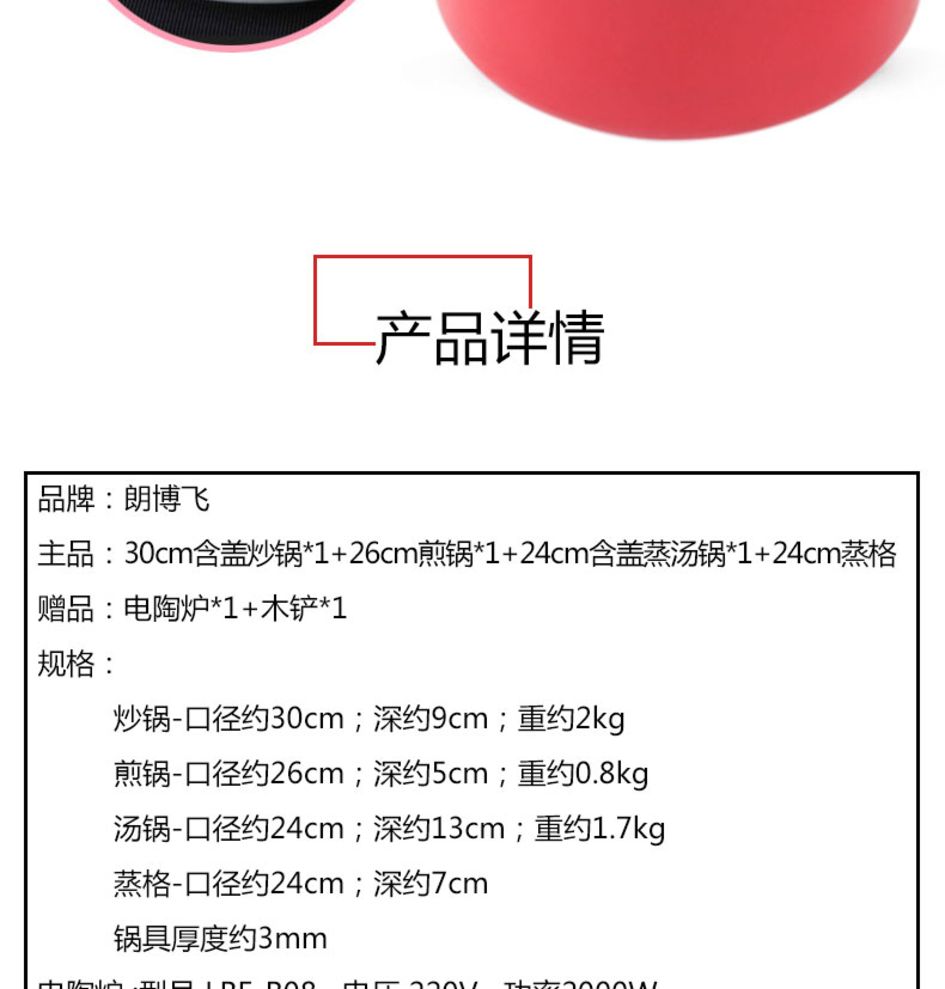 产品详情
品牌：朗博飞
主品：30cm含盖炒锅*1+26cm煎锅*1+24cm含盖蒸汤锅*1+24cm蒸格
赠品：电陶炉*1+木铲*1
规格：
炒锅-口径约30cm；深约9cm；重约2kg
煎锅-口径约26cm；深约5cm；重约0.8kg
汤锅-口径约24cm；深约13cm；重约1.7kg
蒸格-口径约24cm；深约7cm
锅具厚度约3mm